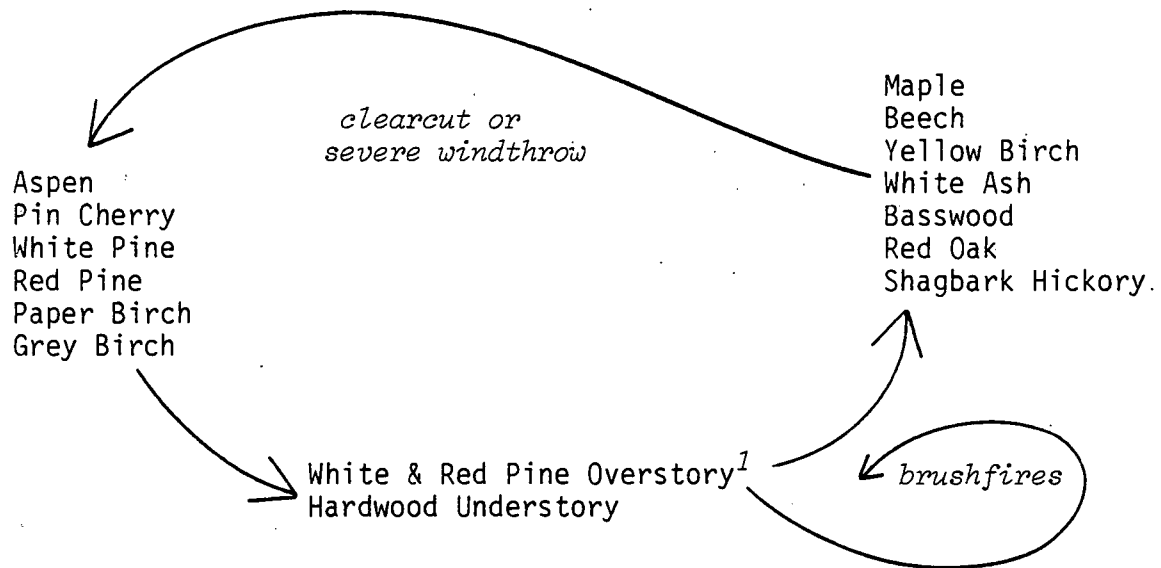 clearcut or
severe windthrow
Maple
Beech
Yellow Birch
White Ash
Basswood
Red Oak
Shagbark Hickory.
Aspen
Pin Cherry
White Pine
Red Pine
Paper Birch
Grey Birch
White & Red Pine Overstory¹
Hardwood Understory
brushfires